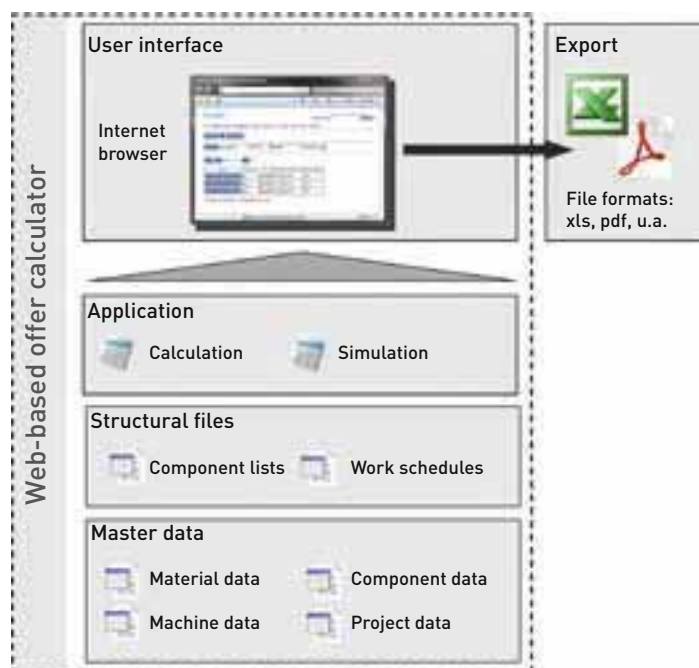 Web-based offer calculator
User interface
Internet
browser
Export
File formats:
xls, pdf, u.a.
Application
Calculation
Simulation
Structural files
Component lists
Work schedules
Master data
Material data
Component data
Machine data
Project data